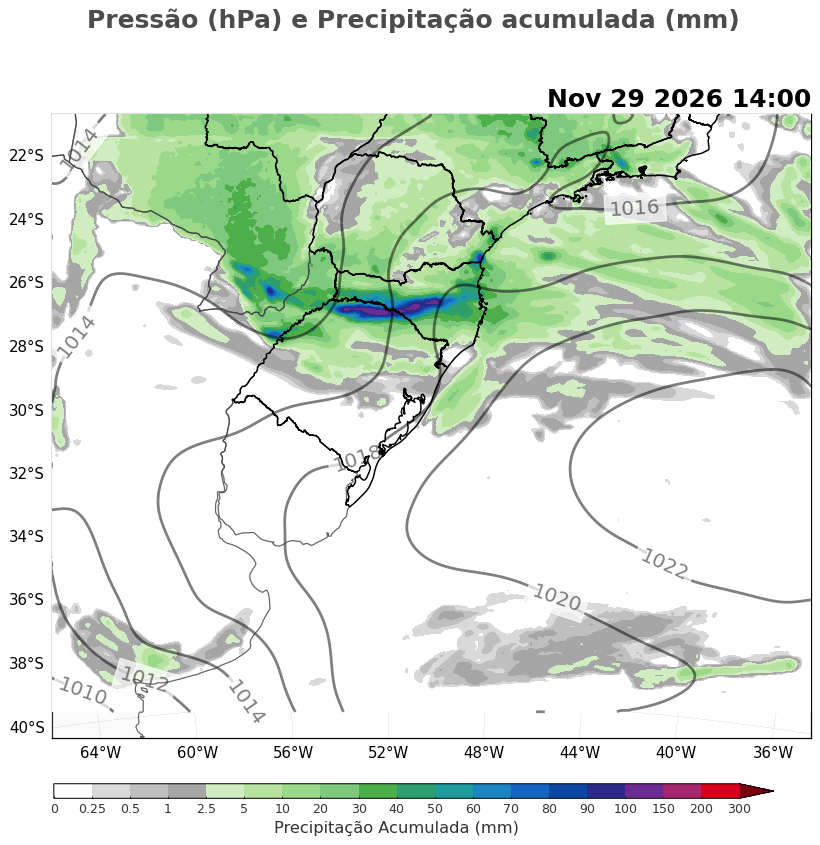 Pressão (hPa) e Precipitação acumulada (mm)
Nov 29 2026 14:00
1014
22°S
1016
24°S
26°S
1014
28°S
30°S
1018
32°S
34°S
1022
1020
36°S
38°S
1012
1010
1014
40°S
64°W 60°W 56°W 52°W 48°W 44°W 40°W 36°W
0 0.25 0.5 1 2.5 5 10 20 30 40 50 60 70 80 90 100 150 200 300
Precipitação Acumulada (mm)